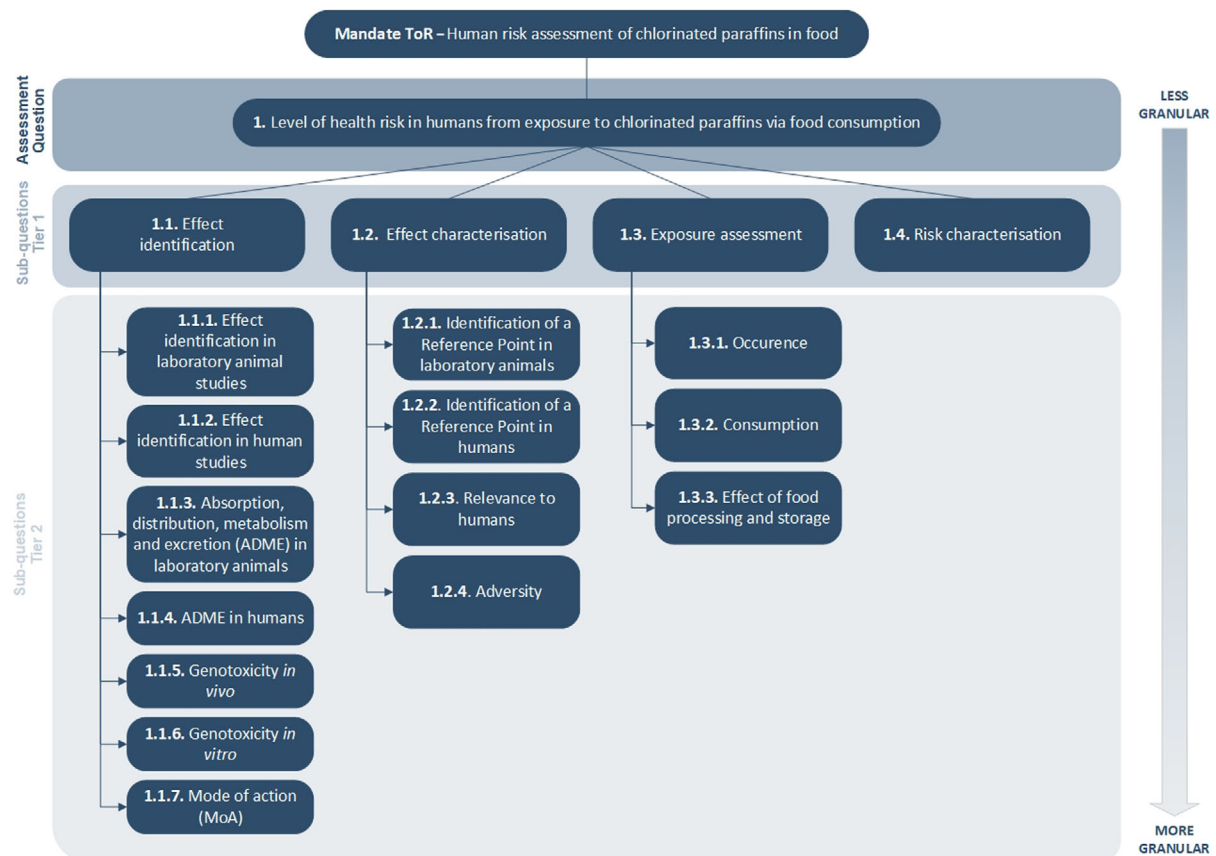 Mandate ToR – Human risk assessment of chlorinated paraffins in food
Assessment
Question
1. Level of health risk in humans from exposure to chlorinated paraffins via food consumption
LESS
GRANULAR
Sub-questions
Tier 1
1.1. Effect
identification
1.2. Effect characterisation
1.3. Exposure assessment
1.4. Risk characterisation
Sub-questions
Tier 2
1.1.1. Effect
identification in
laboratory animal
studies
1.1.2. Effect
identification in human
studies
1.1.3. Absorption,
distribution, metabolism
and excretion (ADME) in
laboratory animals
1.1.4. ADME in humans
1.1.5. Genotoxicity in
vivo
1.1.6. Genotoxicity in
vitro
1.1.7. Mode of action
(MoA)
1.2.1. Identification of a
Reference Point in
laboratory animals
1.2.2. Identification of a
Reference Point in
humans
1.2.3. Relevance to
humans
1.2.4. Adversity
1.3.1. Occurence
1.3.2. Consumption
1.3.3. Effect of food
processing and storage
MORE
GRANULAR